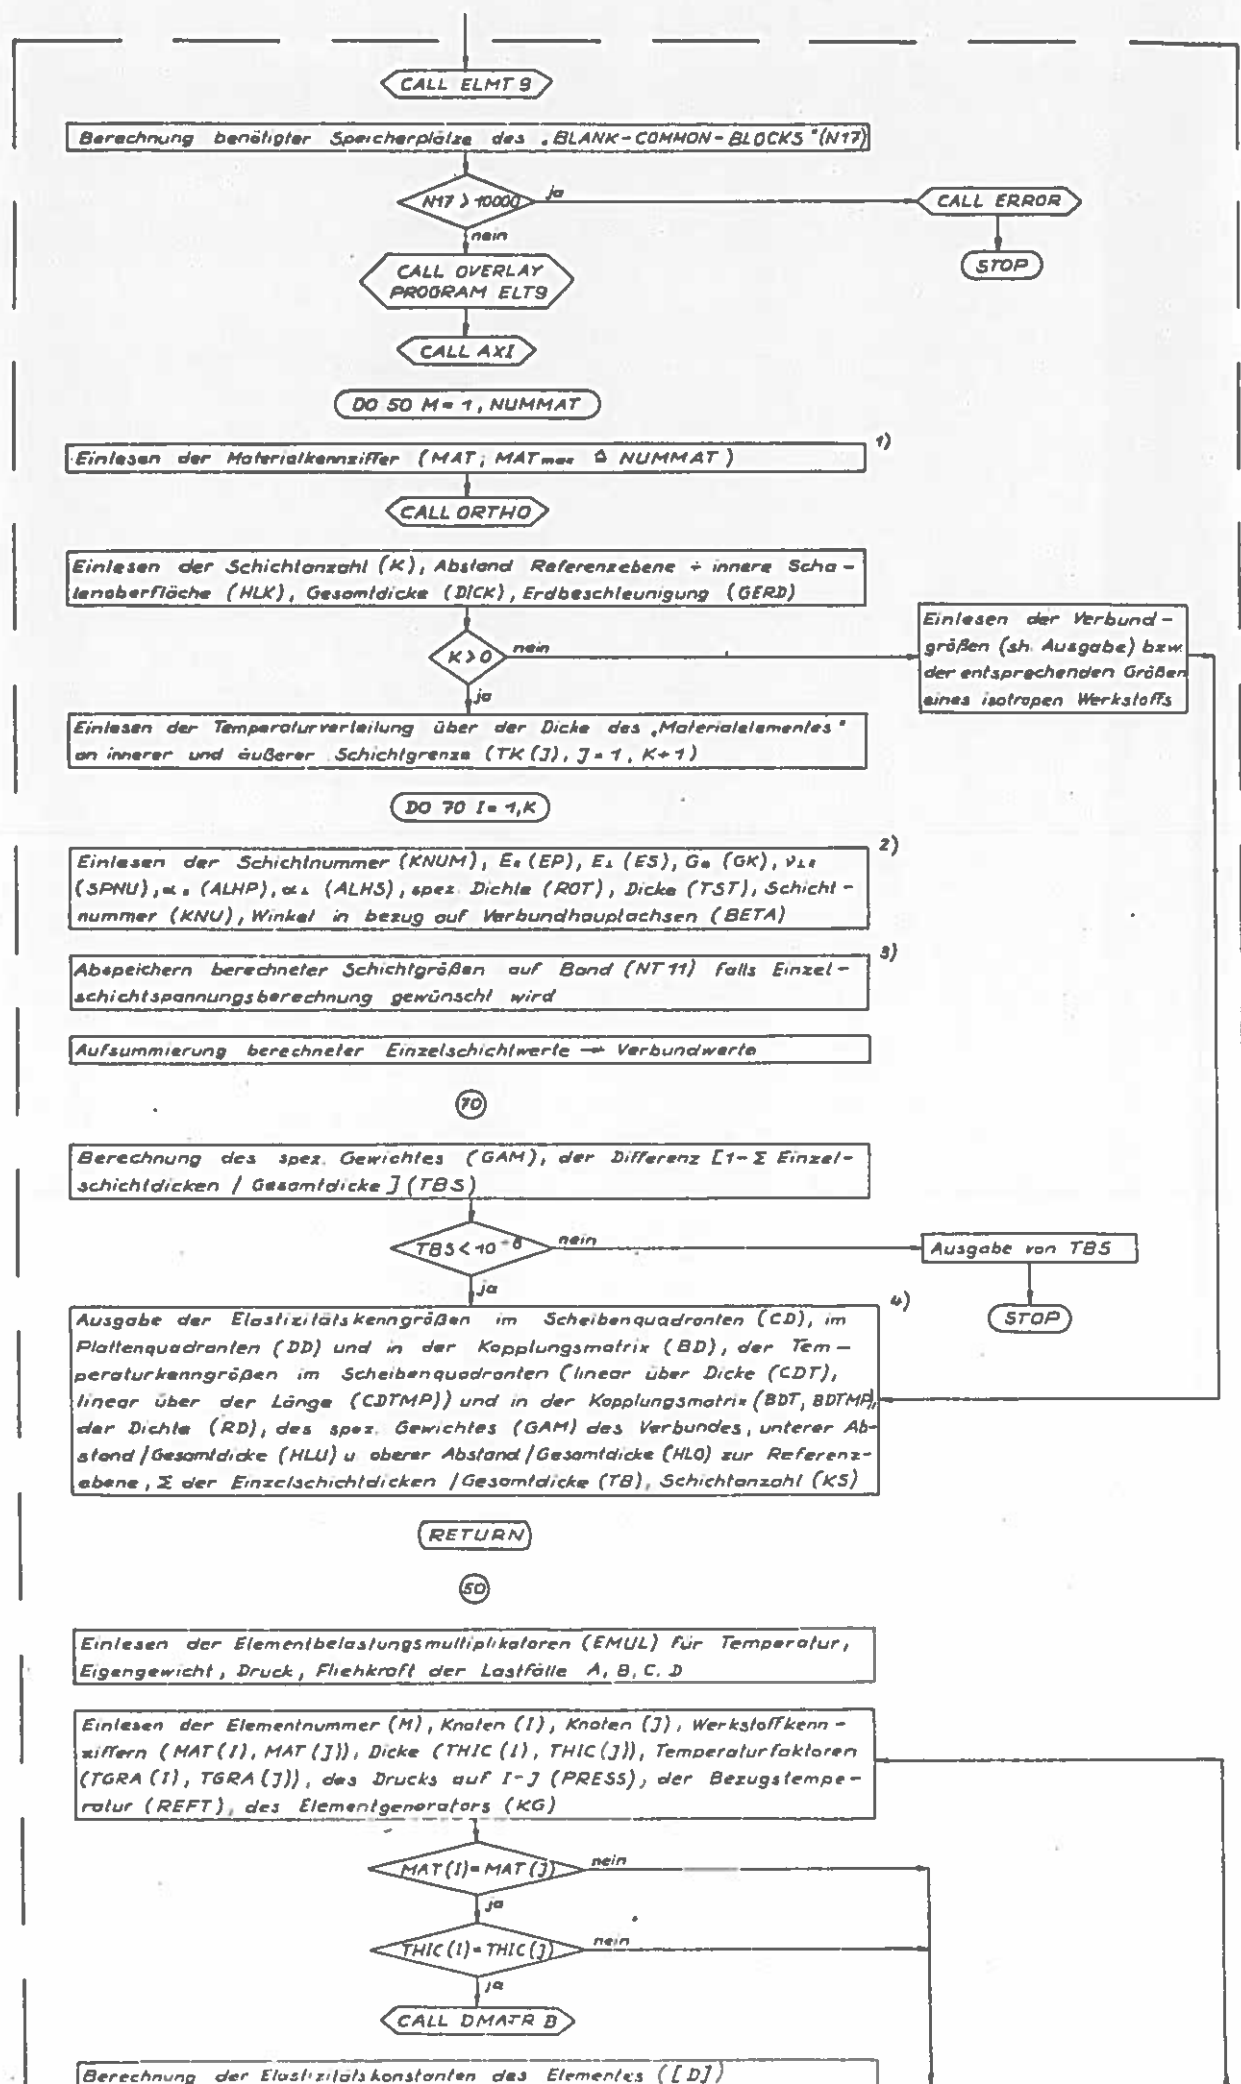 CALL ELMT 9
Berechnung benötigter Speicherplätze des „BLANK-COMMON-BLOCKS" (N17)
N17 > 10000
ja
CALL ERROR
nein
STOP
CALL OVERLAY
PROGRAM ELT9
CALL AXI
DO 50 M = 1, NUMMAT
1)
Einlesen der Materialkennziffer (MAT; MATmax ≙ NUMMAT)
CALL ORTHO
Einlesen der Schichtanzahl (K), Abstand Referenzebene ÷ innere Scha-
lenoberfläche (HLK), Gesamtdicke (DICK), Erdbeschleunigung (GERD)
K>0
nein
ja
Einlesen der Verbund-
größen (sh. Ausgabe) bzw.
der entsprechenden Größen
eines isotropen Werkstoffs
Einlesen der Temperaturverteilung über der Dicke des „Materialelementes"
an innerer und äußerer Schichtgrenze (TK (J), J = 1, K+1)
DO 70 I = 1,K
2)
Einlesen der Schichtnummer (KNUM), E (EP), E⊥ (ES), G (GK), ν
(SPNU), α (ALHP), α⊥ (ALHS), spez. Dichte (ROT), Dicke (TST), Schicht-
nummer (KNU), Winkel in bezug auf Verbundhauptachsen (BETA)
3)
Abspeichern berechneter Schichtgrößen auf Band (NT 11) falls Einzel-
schichtspannungsberechnung gewünscht wird
Aufsummierung berechneter Einzelschichtwerte → Verbundwerte
70
Berechnung des spez. Gewichtes (GAM), der Differenz [1-Σ Einzel-
schichtdicken / Gesamtdicke] (TBS)
TBS<10⁻⁶
nein
Ausgabe von TBS
ja
STOP
4)
Ausgabe der Elastizitätskenngrößen im Scheibenquadranten (CD), im
Plattenquadranten (DD) und in der Kopplungsmatrix (BD), der Tem-
peraturkenngrößen im Scheibenquadranten (linear über Dicke (CDT),
linear über der Länge (CDTMP)) und in der Kopplungsmatrix (BDT, BDTMP),
der Dichte (RD), des spez. Gewichtes (GAM) des Verbundes, unterer Ab-
stand/Gesamtdicke (HLU) u. oberer Abstand/Gesamtdicke (HLO) zur Referenz-
ebene, Σ der Einzelschichtdicken /Gesamtdicke (TB), Schichtanzahl (KS)
RETURN
50
Einlesen der Elementbelastungsmultiplikatoren (EMUL) für Temperatur,
Eigengewicht, Druck, Fliehkraft der Lastfälle A, B, C, D
Einlesen der Elementnummer (M), Knoten (I), Knoten (J), Werkstoffkenn-
ziffern (MAT(I), MAT(J)), Dicke (THIC (I), THIC(J)), Temperaturfaktoren
(TGRA (I), TGRA(J)), des Drucks auf I-J (PRESS), der Bezugstempe-
ratur (REFT), des Elementgenerators (KG)
MAT(I)=MAT(J)
nein
ja
THIC(I)=THIC(J)
nein
ja
CALL DMATR B
Berechnung der Elastizitätskonstanten des Elementes ([D])